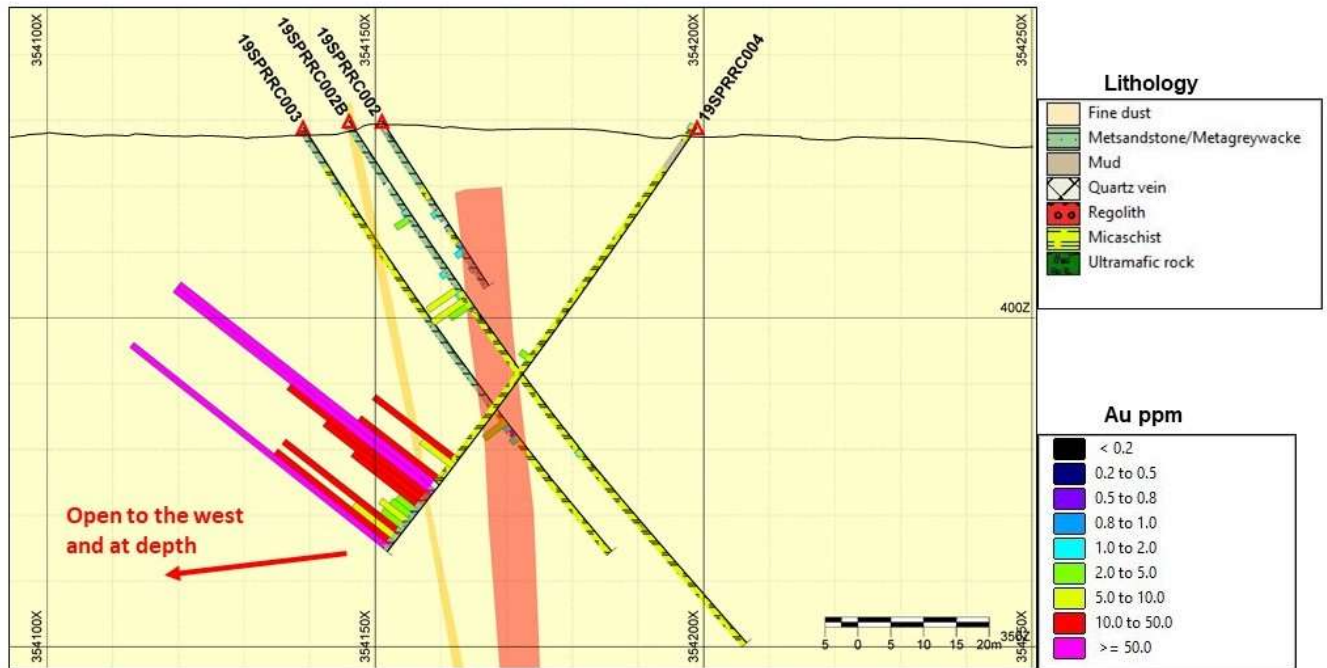 354100X
354150X
354200X
354250X
19SPRRC003
19SPRRC002B
19SPRRC002
19SPRRC004
400Z
Open to the west
and at depth
5 0 5 10 15 20m
350Z
354100X
354150X
354200X
354250X
Lithology
Fine dust
Metsandstone/Metagreywacke
Mud
Quartz vein
Regolith
Micaschist
Ultramafic rock
Au ppm
< 0.2
0.2 to 0.5
0.5 to 0.8
0.8 to 1.0
1.0 to 2.0
2.0 to 5.0
5.0 to 10.0
10.0 to 50.0
>= 50.0